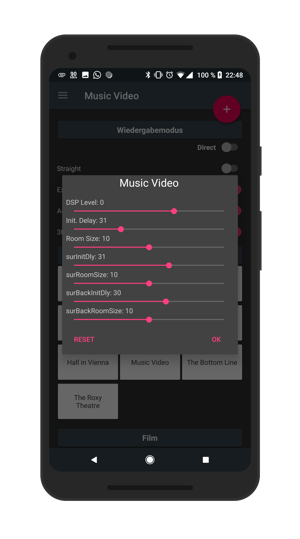 100 % 22:48
Music Video
+
Wiedergabemodus
Direct
Straight
Music Video
DSP Level: 0
Init. Delay: 31
Room Size: 10
surInitDly: 31
surRoomSize: 10
surBackInitDly: 30
surBackRoomSize: 10
RESET OK
Hall in Vienna Music Video The Bottom Line
The Roxy
Theatre
Film